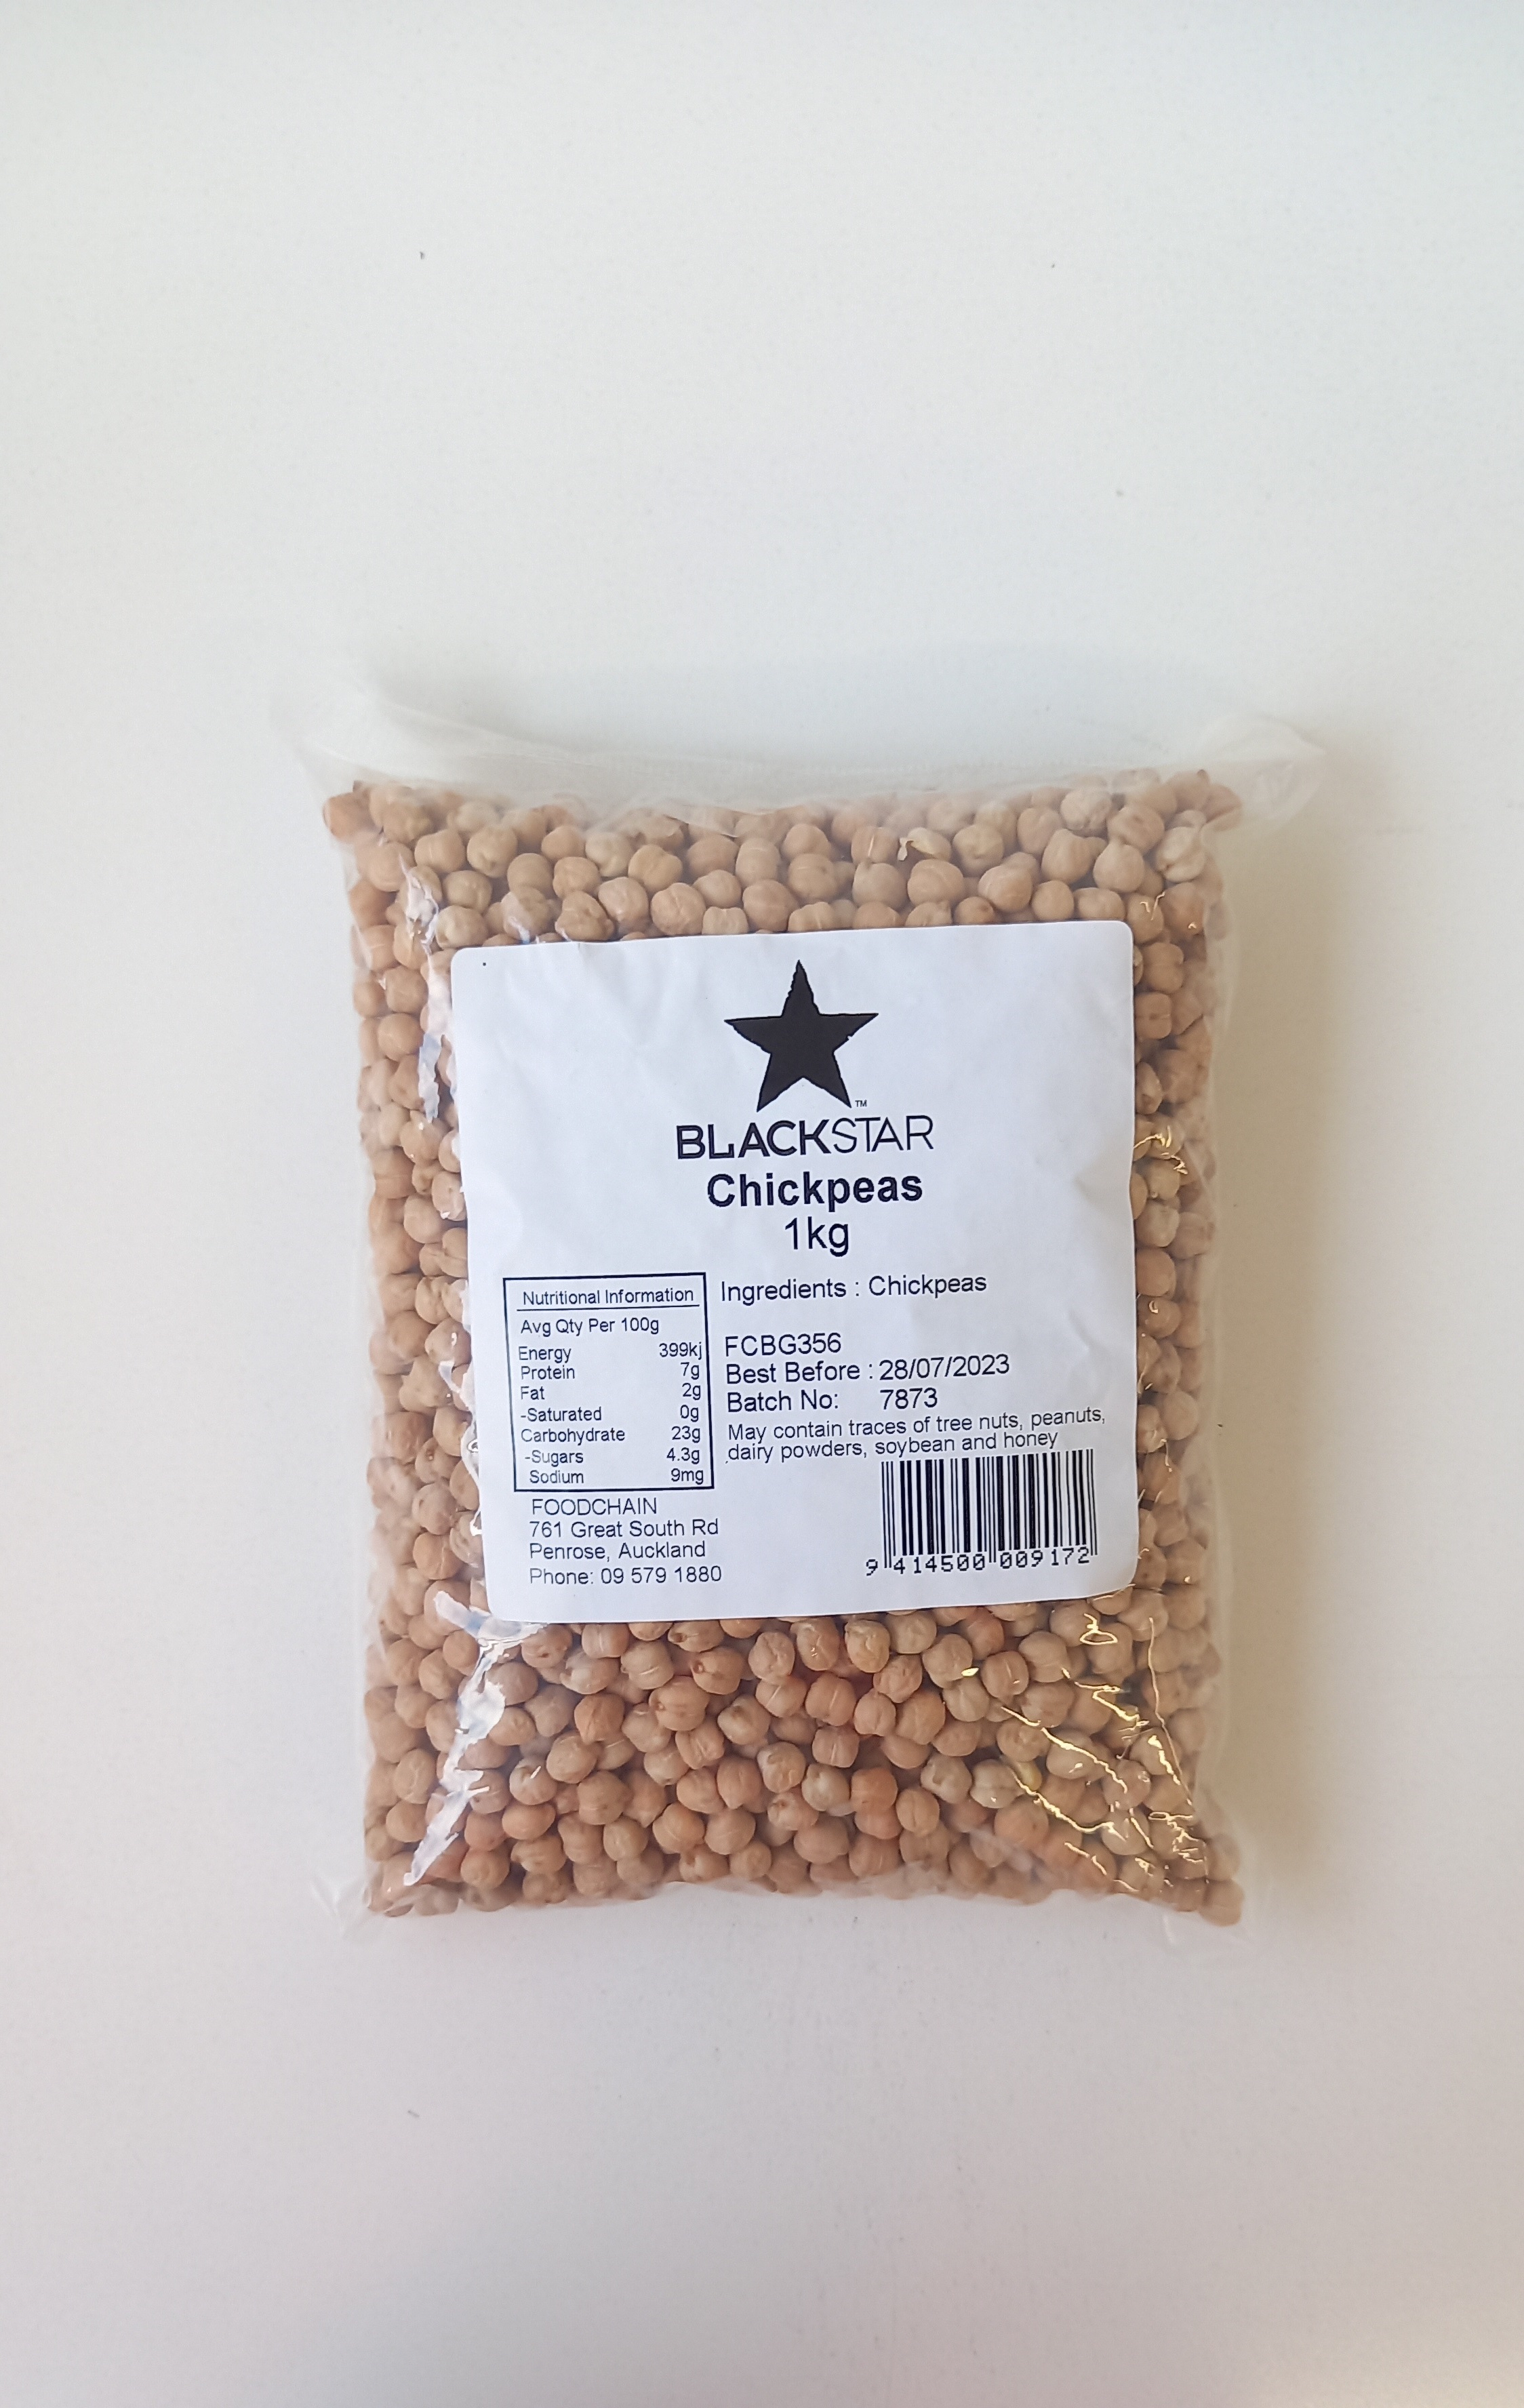 TM
BLACKSTAR
Chickpeas
1kg
Nutritional Information
Avg Qty Per 100g
Energy 399kj
Protein 7g
Fat 2g
-Saturated 0g
Carbohydrate 23g
-Sugars 4.3g
Sodium 9mg
Ingredients : Chickpeas
FCBG356
Best Before : 28/07/2023
Batch No: 7873
May contain traces of tree nuts, peanuts,
dairy powders, soybean and honey
FOODCHAIN
761 Great South Rd
Penrose, Auckland
Phone: 09 579 1880
9 414500 009172